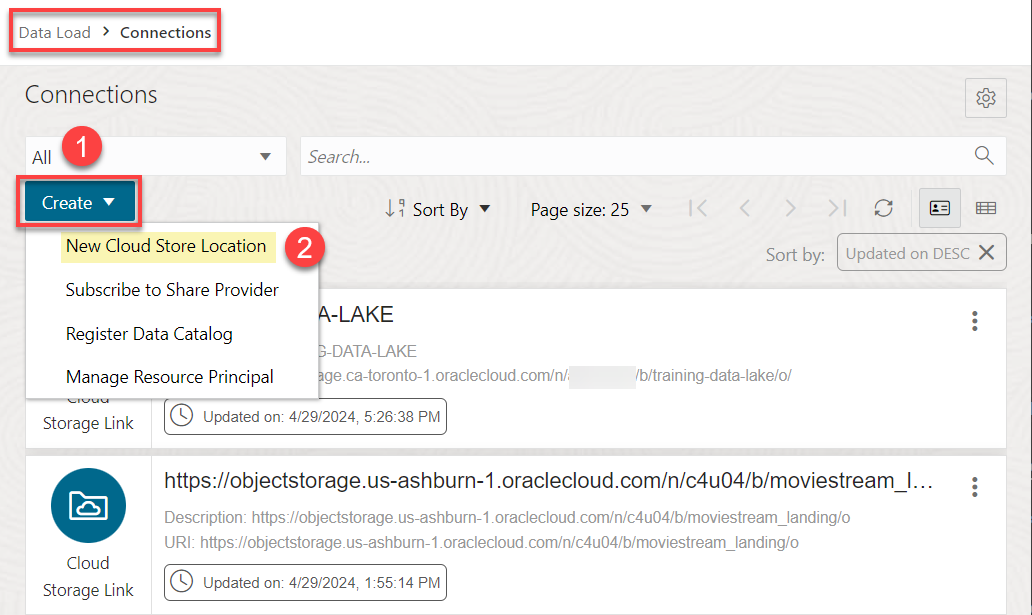 Data Load > Connections
Connections
All
1
Search...
Create
Sort By
Page size: 25
New Cloud Store Location
2
Subscribe to Share Provider
Register Data Catalog
Manage Resource Principal
Sort by:
Updated on DESC
A-LAKE
G-DATA-LAKE
age.ca-toronto-1.oraclecloud.com/n/ /b/training-data-lake/o/
Cloud
Storage Link
Updated on: 4/29/2024, 5:26:38 PM
https://objectstorage.us-ashburn-1.oraclecloud.com/n/c4u04/b/moviestream_l...
Description: https://objectstorage.us-ashburn-1.oraclecloud.com/n/c4u04/b/moviestream_landing/o
URI: https://objectstorage.us-ashburn-1.oraclecloud.com/n/c4u04/b/moviestream_landing/o
Cloud
Storage Link
Updated on: 4/29/2024, 1:55:14 PM